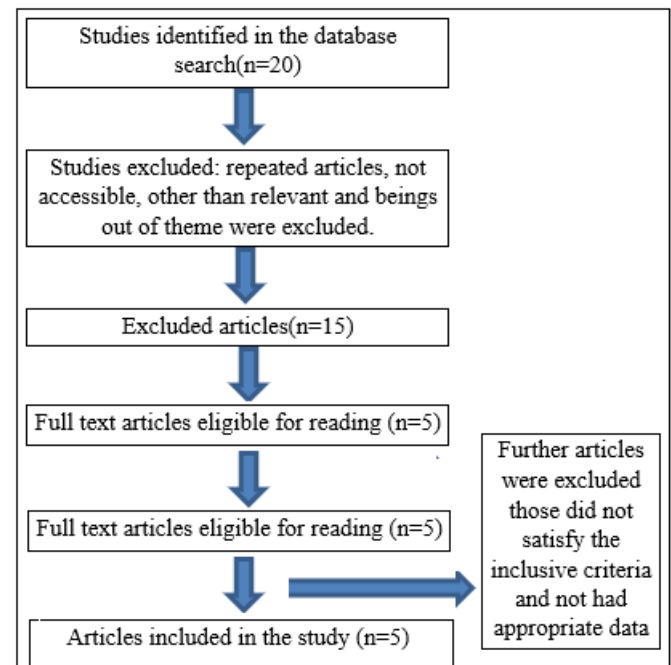 Studies identified in the database
search(n=20)
Studies excluded: repeated articles, not
accessible, other than relevant and beings
out of theme were excluded.
Excluded articles(n=15)
Full text articles eligible for reading (n=5)
Full text articles eligible for reading (n=5)
Further articles
were excluded
those did not
satisfy the
inclusive criteria
and not had
appropriate data
Articles included in the study (n=5)